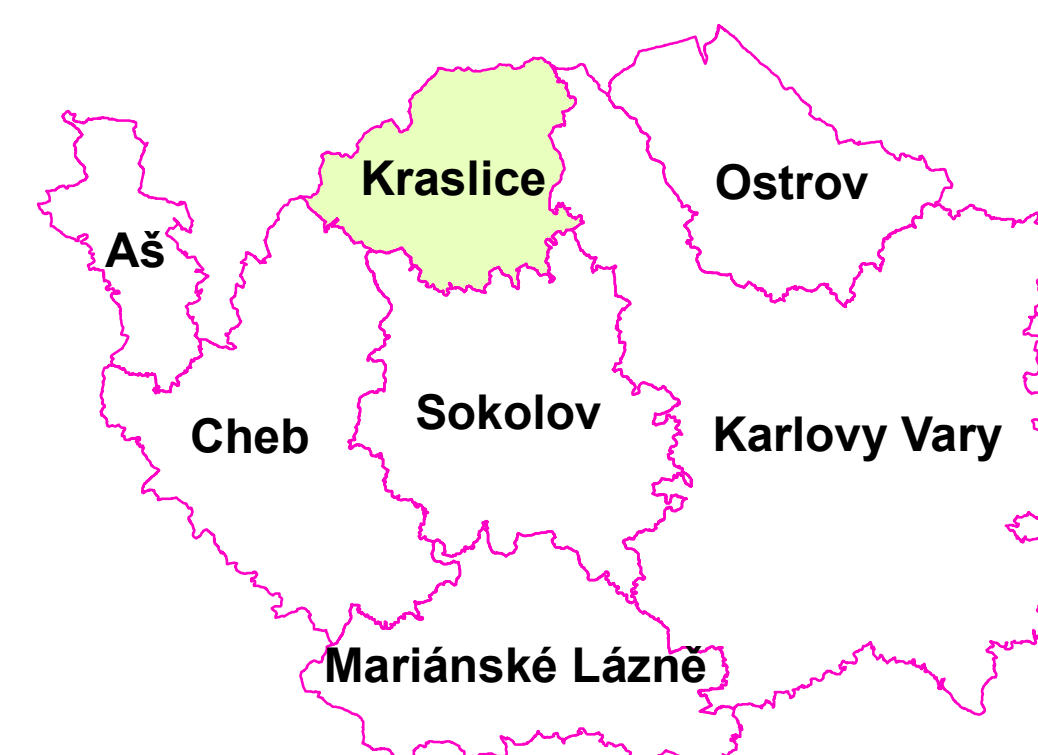 Kraslice
Ostrov
Aš
Sokolov
Cheb
Karlovy Vary
Mariánské Lázně